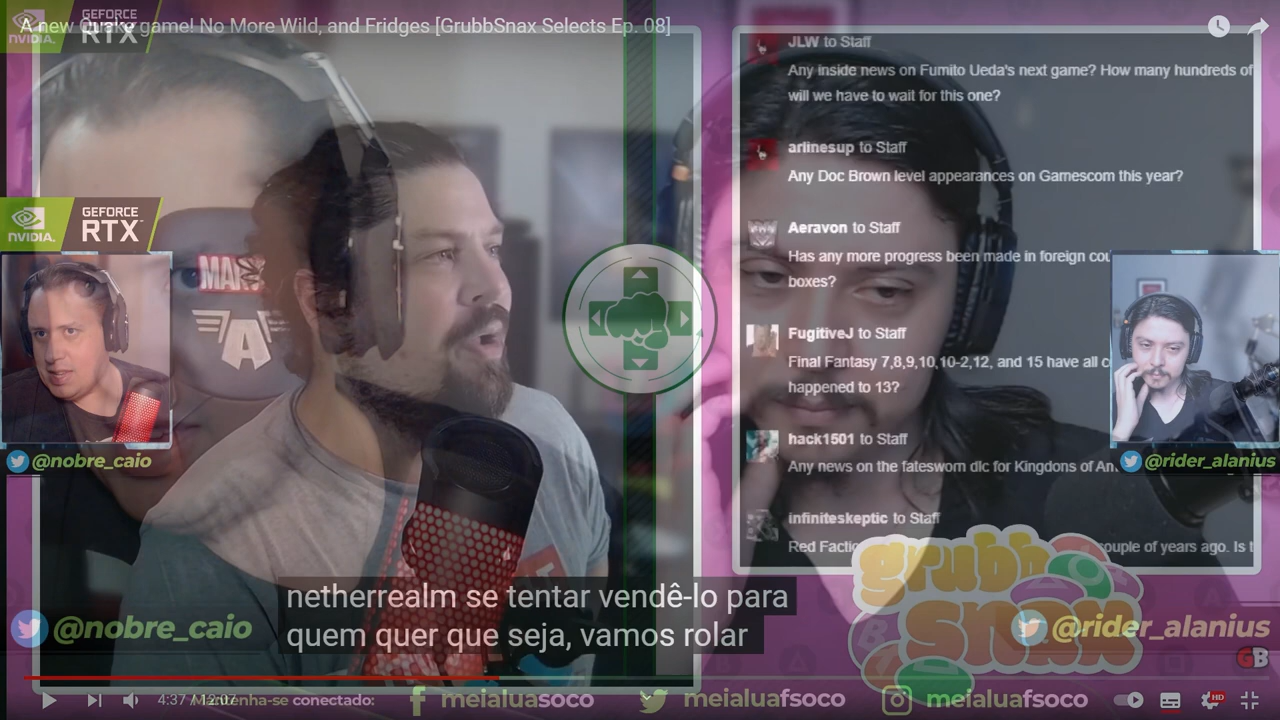 A new Quake game! No More Wild, and Fridges [GrubbSnax Selects Ep. 08]
NVIDIA.
GEFORCE
RTX
JLW to Staff
Any inside news on Fumito Ueda's next game? How many hundreds of
will we have to wait for this one?
arlinesup to Staff
Any Doc Brown level appearances on Gamescom this year?
Aeravon to Staff
Has any more progress been made in foreign cou
boxes?
FugitiveJ to Staff
Final Fantasy 7,8,9,10,10-2,12, and 15 have all c
happened to 13?
hack1501 to Staff
Any news on the fatesworn dlc for Kingdoms of Am
infiniteskeptic to Staff
Red Factio
couple of years ago. Is t
NVIDIA.
GEFORCE
RTX
A
@nobre_caio
@rider_alanius
grubb
snax
netherrealm se tentar vendê-lo para
quem quer que seja, vamos rolar
@nobre_caio
@rider_alanius
GB
4:37 / 12:07
Mantenha-se conectado:
meialuasoco
meialuafsoco
meialuafsoco
HD